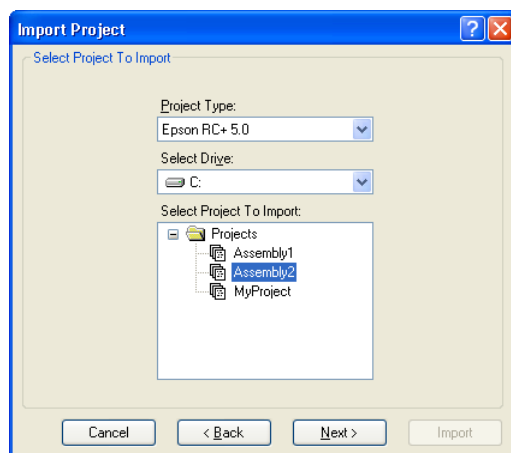 Import Project
Select Project To Import
Project Type:
Epson RC+ 5.0
Select Drive:
C:
Select Project To Import:
Projects
Assembly1
Assembly2
MyProject
Cancel
< Back
Next >
Import